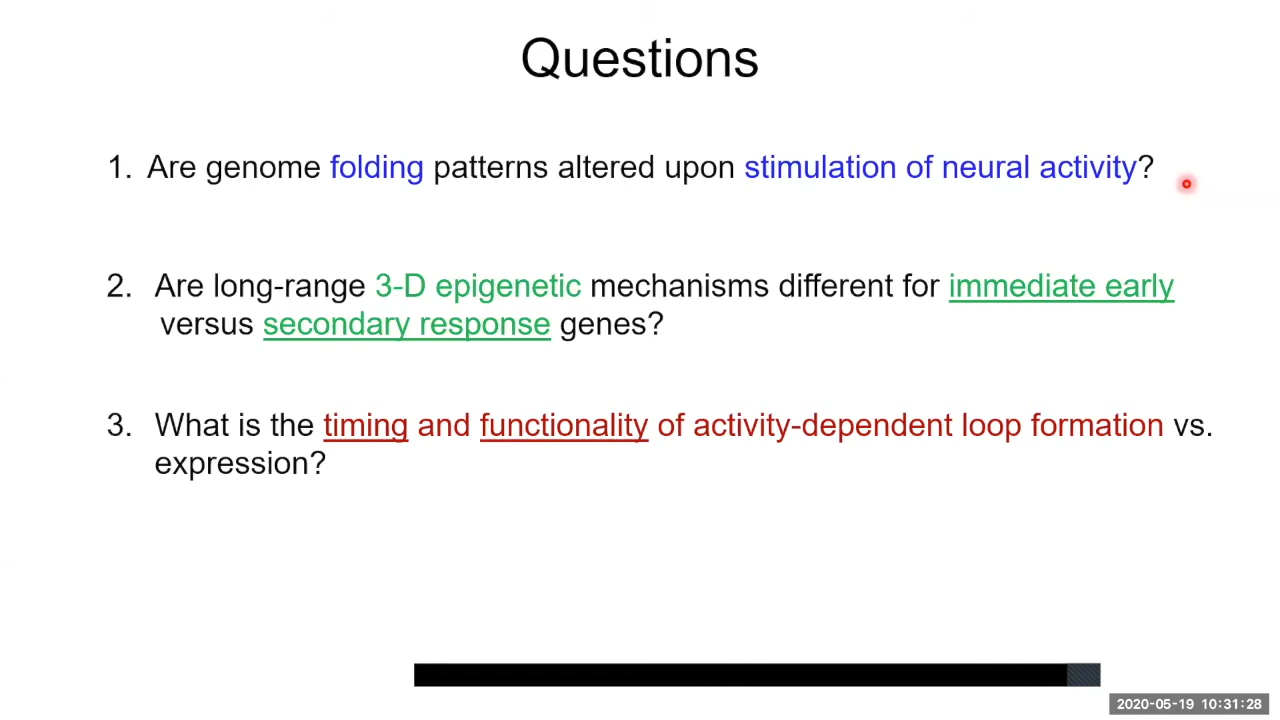 Questions
1. Are genome folding patterns altered upon stimulation of neural activity?
2. Are long-range 3-D epigenetic mechanisms different for immediate early
versus secondary response genes?
3. What is the timing and functionality of activity-dependent loop formation vs.
expression?
2020-05-19 10:31:28